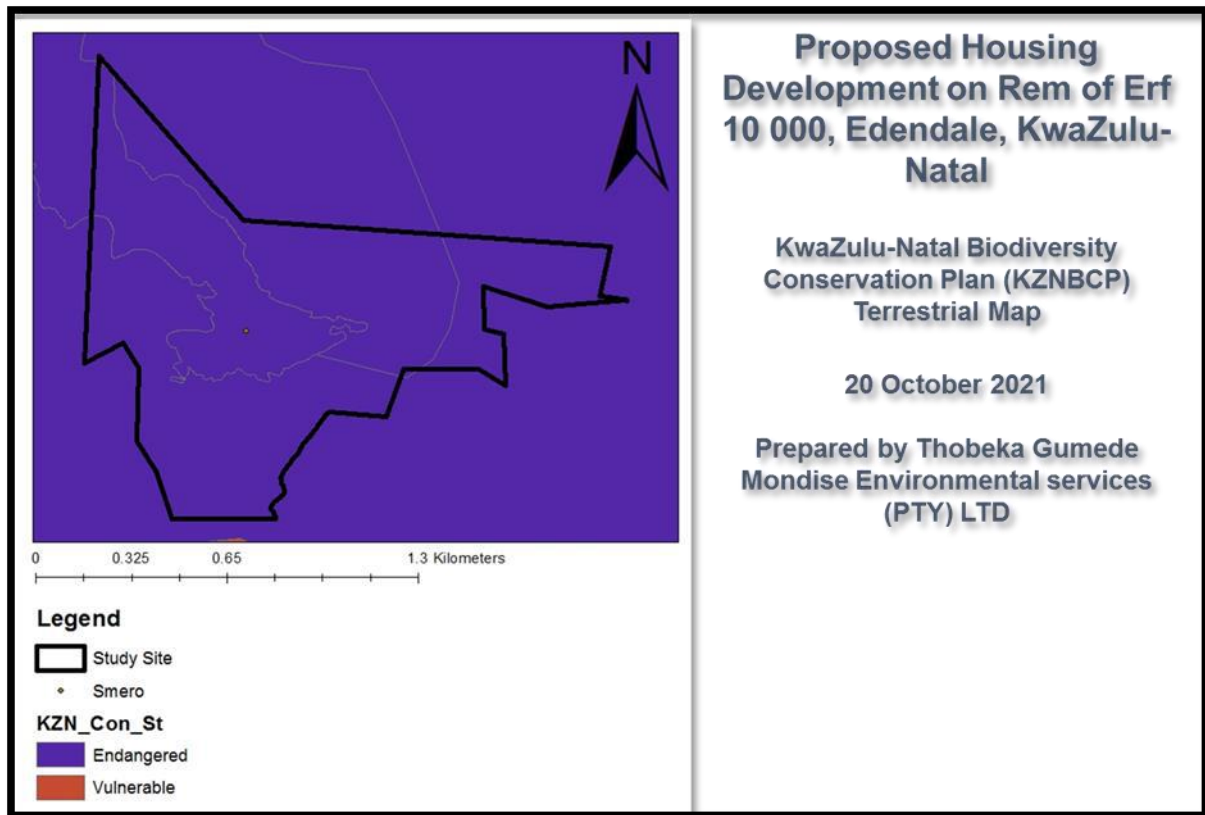 N
0 0.325 0.65 1.3 Kilometers
Legend
Study Site
Smero
KZN_Con_St
Endangered
Vulnerable
Proposed Housing
Development on Rem of Erf
10 000, Edendale, KwaZulu-
Natal
KwaZulu-Natal Biodiversity
Conservation Plan (KZNBCP)
Terrestrial Map
20 October 2021
Prepared by Thobeka Gumede
Mondise Environmental services
(PTY) LTD